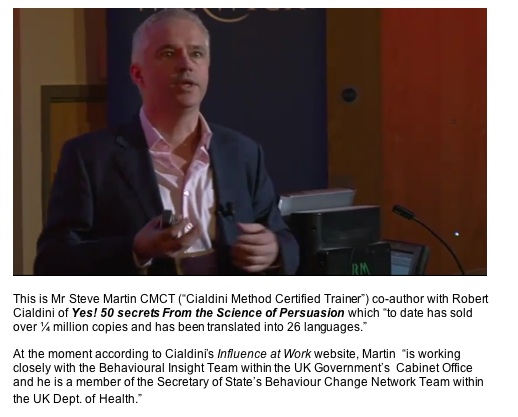 RM
This is Mr Steve Martin CMCT (“Cialdini Method Certified Trainer”) co-author with Robert
Cialdini of Yes! 50 secrets From the Science of Persuasion which “to date has sold
over ¼ million copies and has been translated into 26 languages.”
At the moment according to Cialdini’s Influence at Work website, Martin “is working
closely with the Behavioural Insight Team within the UK Government’s Cabinet Office
and he is a member of the Secretary of State’s Behaviour Change Network Team within
the UK Dept. of Health.”